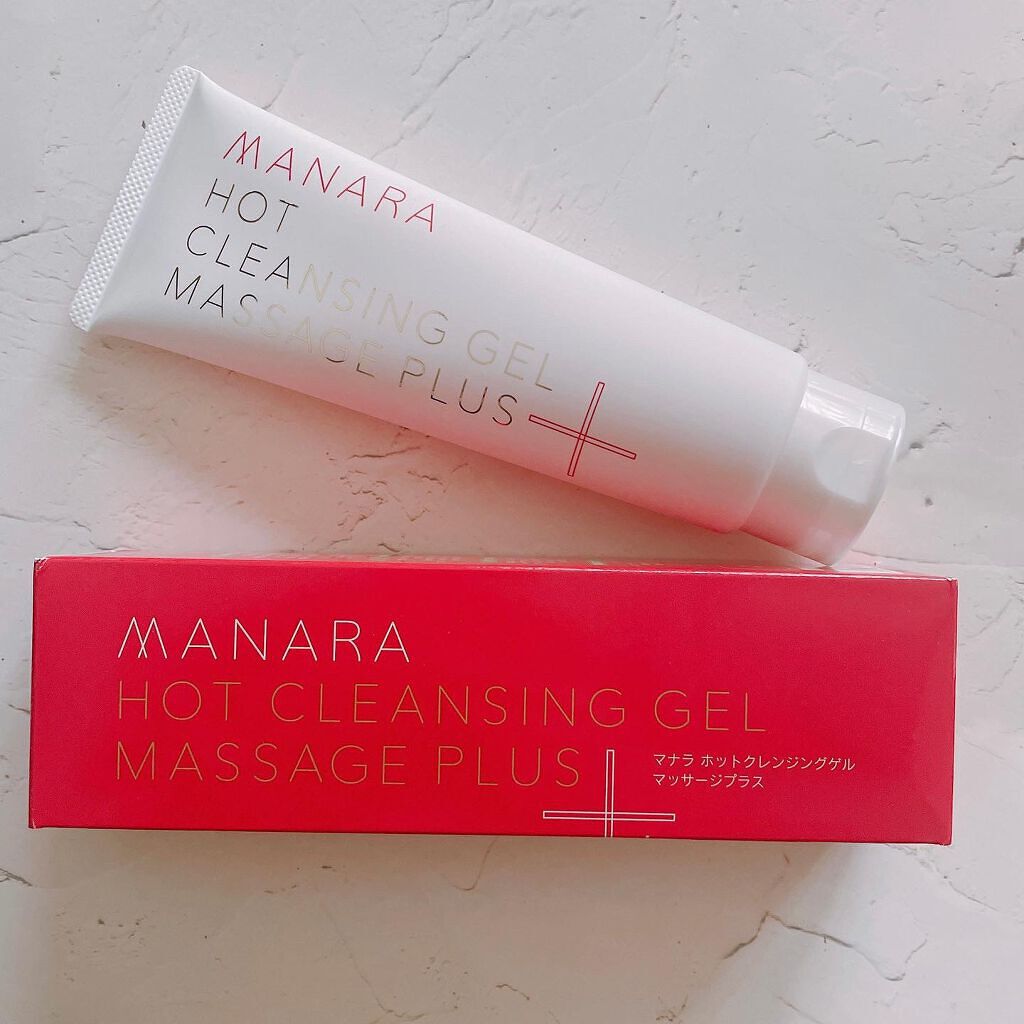 MANARA
HOT
CLEANSING GEL
MASSAGE PLUS
MANARA
HOT CLEANSING GEL
MASSAGE PLUS
マナラ ホットクレンジングゲル
マッサージプラス